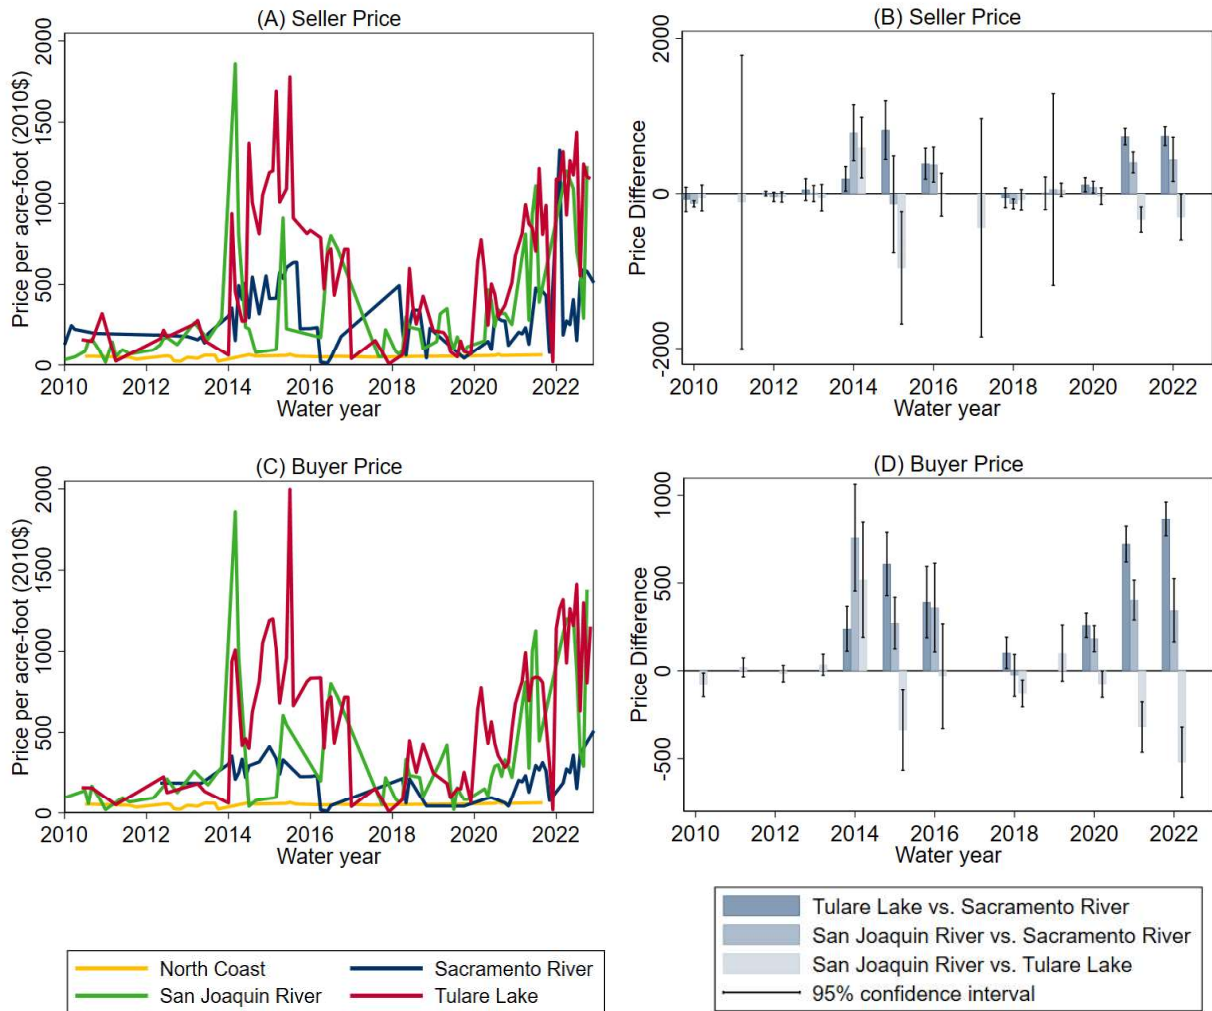 (A) Seller Price
Price per acre-foot (2010$)
2000
1500
1000
500
0
2010 2012 2014 2016 2018 2020 2022
Water year
(B) Seller Price
Price Difference
2000
0
-2000
2010 2012 2014 2016 2018 2020 2022
Water year
(C) Buyer Price
Price per acre-foot (2010$)
2000
1500
1000
500
0
2010 2012 2014 2016 2018 2020 2022
Water year
(D) Buyer Price
Price Difference
1000
500
0
-500
2010 2012 2014 2016 2018 2020 2022
Water year
North Coast
Sacramento River
San Joaquin River
Tulare Lake
Tulare Lake vs. Sacramento River
San Joaquin River vs. Sacramento River
San Joaquin River vs. Tulare Lake
95% confidence interval